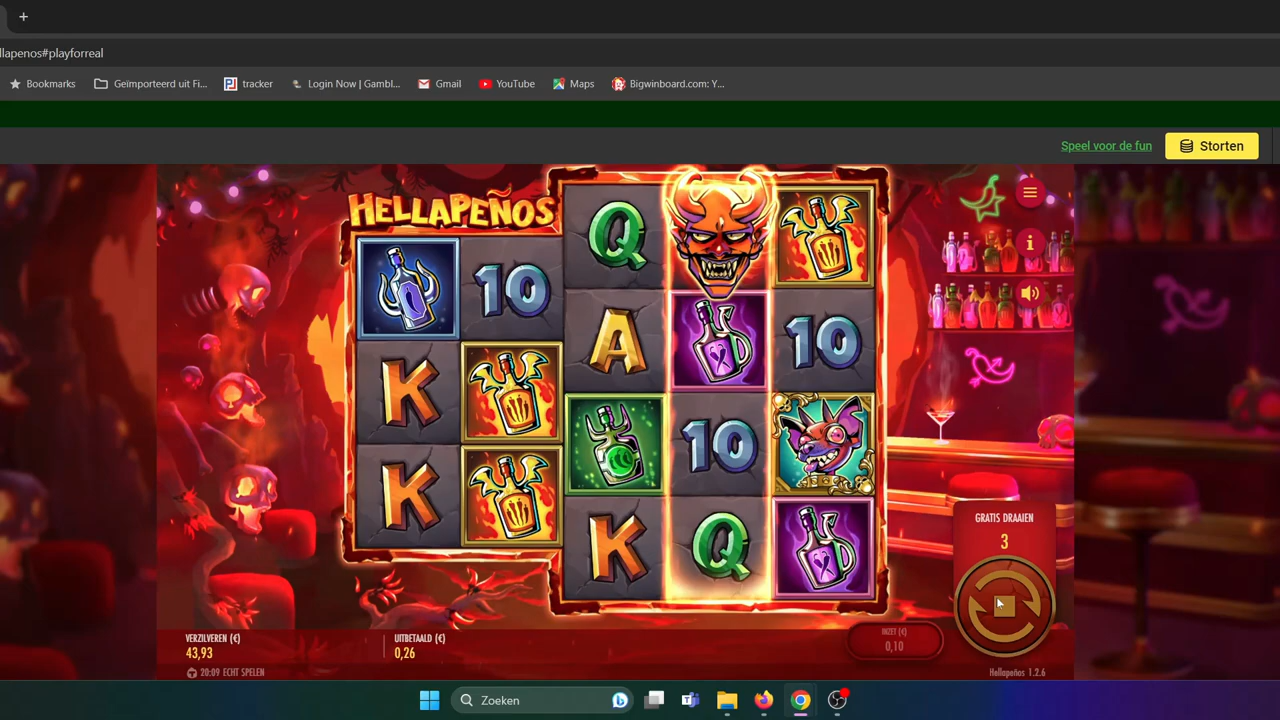 +
llapenos#playforreal
Bookmarks
Geïmporteerd uit Fi...
tracker
Login Now | Gambl...
Gmail
YouTube
Maps
Bigwinboard.com: Y...
Speel voor de fun
Storten
HELLAPEÑOS
Q
10
A
10
K
10
K
K
Q
GRATIS DRAAIEN
3
VERZILVEREN (€)
43,93
UITBETAALD (€)
0,26
INZET (€)
0,10
20:09 ECHT SPELEN
Hellapeños 1.2.6
Zoeken